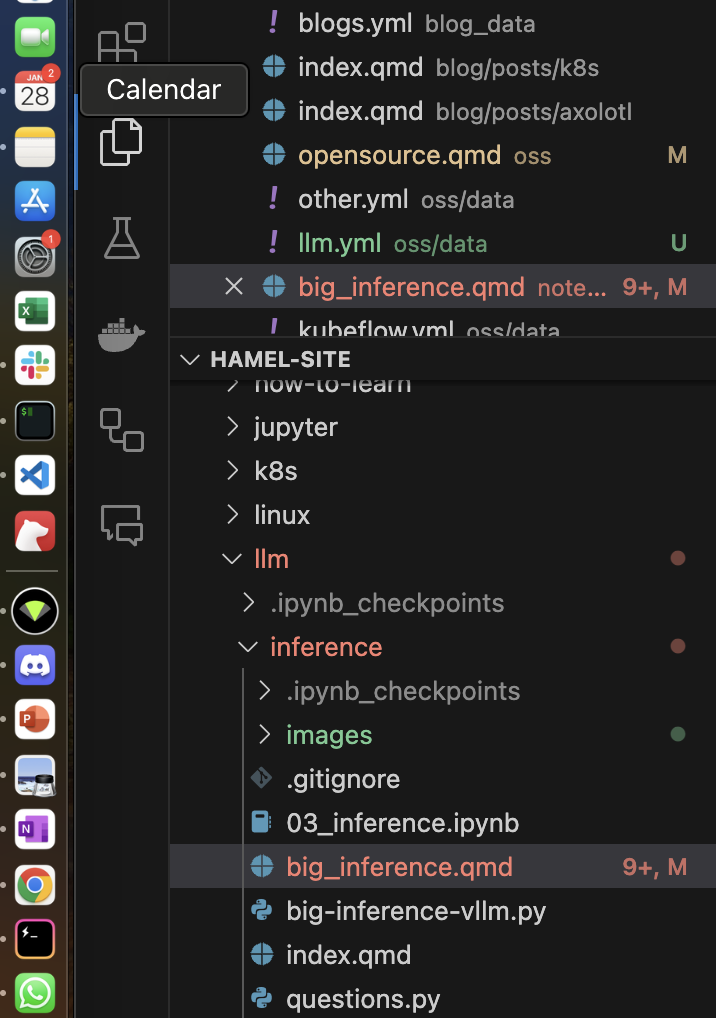 blogs.yml blog_data
JAN 2
28
Calendar
index.qmd blog/posts/k8s
index.qmd blog/posts/axolotl
opensource.qmd oss M
other.yml oss/data
llm.yml oss/data U
1
big_inference.qmd note... 9+, M
kubeflow.yml oss/data
HAMEL-SITE
how-to-learn
jupyter
k8s
linux
llm
.ipynb_checkpoints
inference
.ipynb_checkpoints
images
.gitignore
03_inference.ipynb
big_inference.qmd 9+, M
big-inference-vllm.py
index.qmd
questions.py
X
$
P
N